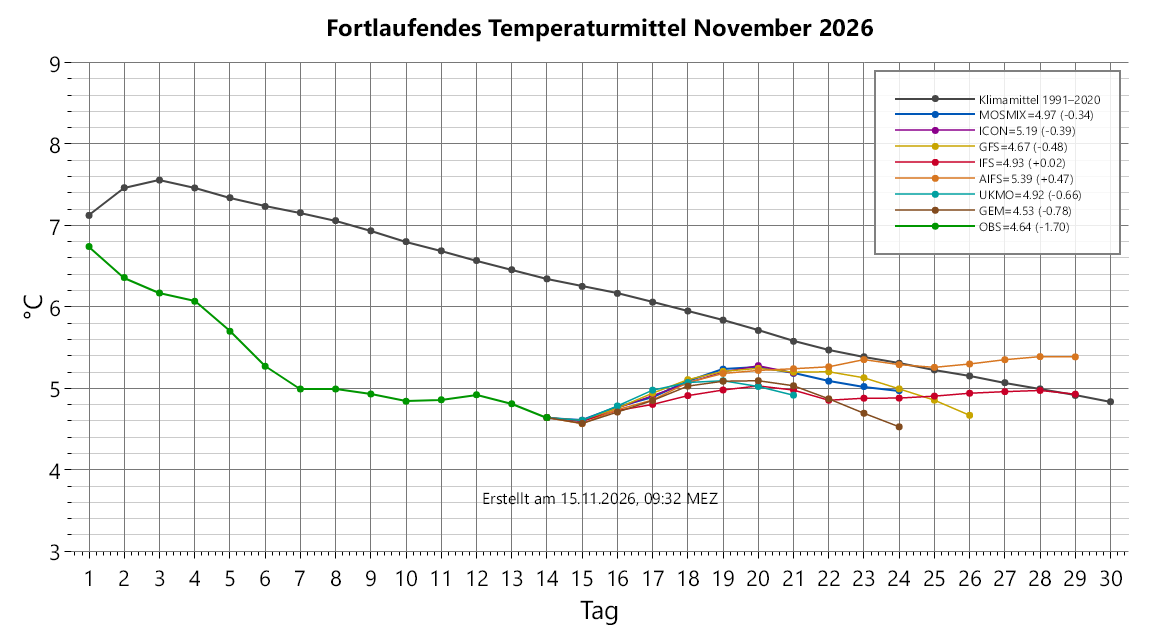 Fortlaufendes Temperaturmittel November 2026
Klimamittel 1991–2020
MOSMIX=4.97 (-0.34)
ICON=5.19 (-0.39)
GFS=4.67 (-0.48)
IFS=4.93 (+0.02)
AIFS=5.39 (+0.47)
UKMO=4.92 (-0.66)
GEM=4.53 (-0.78)
OBS=4.64 (-1.70)
9
8
7
6
5
4
3
°C
Erstellt am 15.11.2026, 09:32 MEZ
1 2 3 4 5 6 7 8 9 10 11 12 13 14 15 16 17 18 19 20 21 22 23 24 25 26 27 28 29 30
Tag